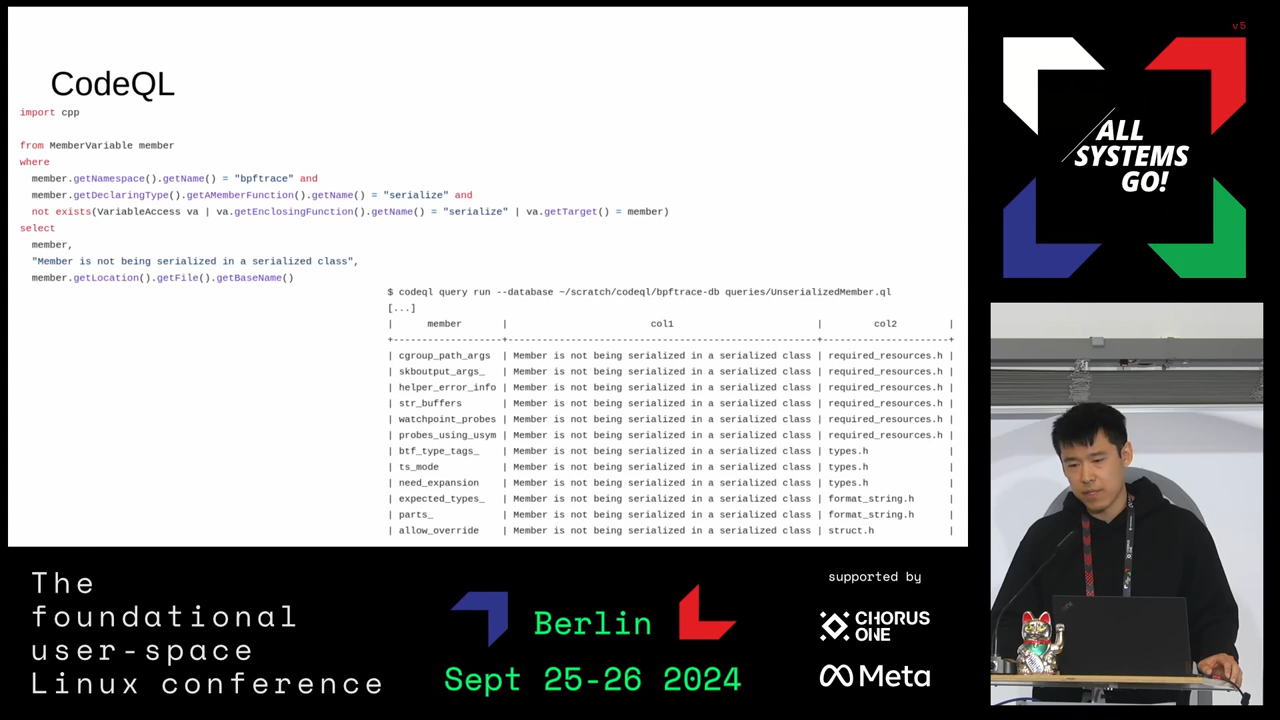 CodeQL
import cpp
from MemberVariable member
where
member.getNamespace().getName() = "bpftrace" and
member.getDeclaringType().getAMemberFunction().getName() = "serialize" and
not exists(VariableAccess va | va.getEnclosingFunction().getName() = "serialize" | va.getTarget() = member)
select
member,
"Member is not being serialized in a serialized class",
member.getLocation().getFile().getBaseName()
$ codeql query run --database ~/scratch/codeql/bpftrace-db queries/UnserializedMember.ql
[...]
| member | col1 | col2 |
+-------------------+------------------------------------------------------+----------------------+
| cgroup_path_args | Member is not being serialized in a serialized class | required_resources.h |
| skboutput_args_ | Member is not being serialized in a serialized class | required_resources.h |
| helper_error_info | Member is not being serialized in a serialized class | required_resources.h |
| str_buffers | Member is not being serialized in a serialized class | required_resources.h |
| watchpoint_probes | Member is not being serialized in a serialized class | required_resources.h |
| probes_using_usym | Member is not being serialized in a serialized class | required_resources.h |
| btf_type_tags_ | Member is not being serialized in a serialized class | types.h |
| ts_mode | Member is not being serialized in a serialized class | types.h |
| need_expansion | Member is not being serialized in a serialized class | types.h |
| expected_types_ | Member is not being serialized in a serialized class | format_string.h |
| parts_ | Member is not being serialized in a serialized class | format_string.h |
| allow_override | Member is not being serialized in a serialized class | struct.h |
v5
ALL
SYSTEMS
GO!
The
foundational
user-space
Linux conference
Berlin
Sept 25-26 2024
supported by
CHORUS
ONE
Meta